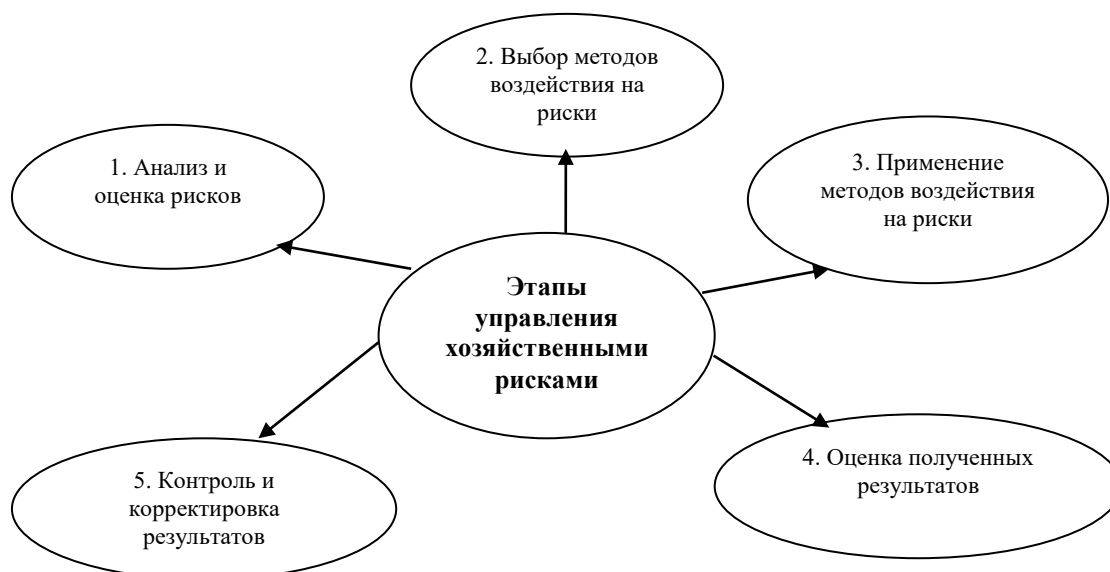 1. Анализ и
оценка рисков
2. Выбор методов
воздействия на
риски
3. Применение
методов воздействия
на риски
Этапы
управления
хозяйственными
рисками
4. Оценка полученных
результатов
5. Контроль и
корректировка
результатов